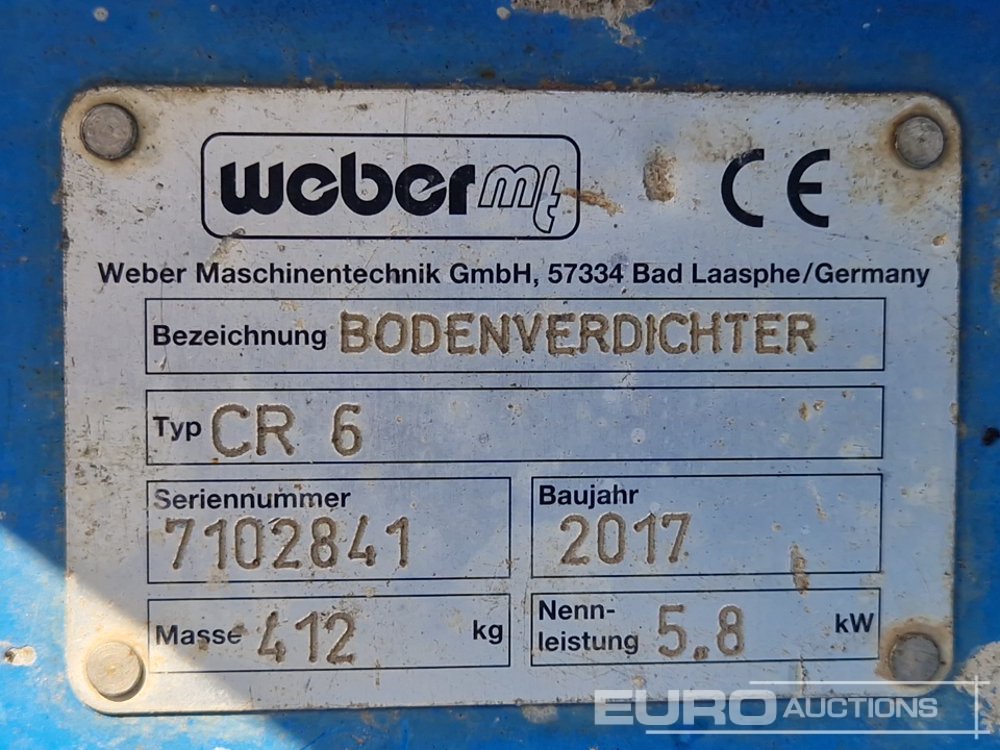 weber mt
CE
Weber Maschinentechnik GmbH, 57334 Bad Laasphe/Germany
Bezeichnung BODENVERDICHTER
Typ CR 6
Seriennummer
7102841
Baujahr
2017
Masse 412 kg
Nenn-
leistung 5.8 kW
EURO AUCTIONS